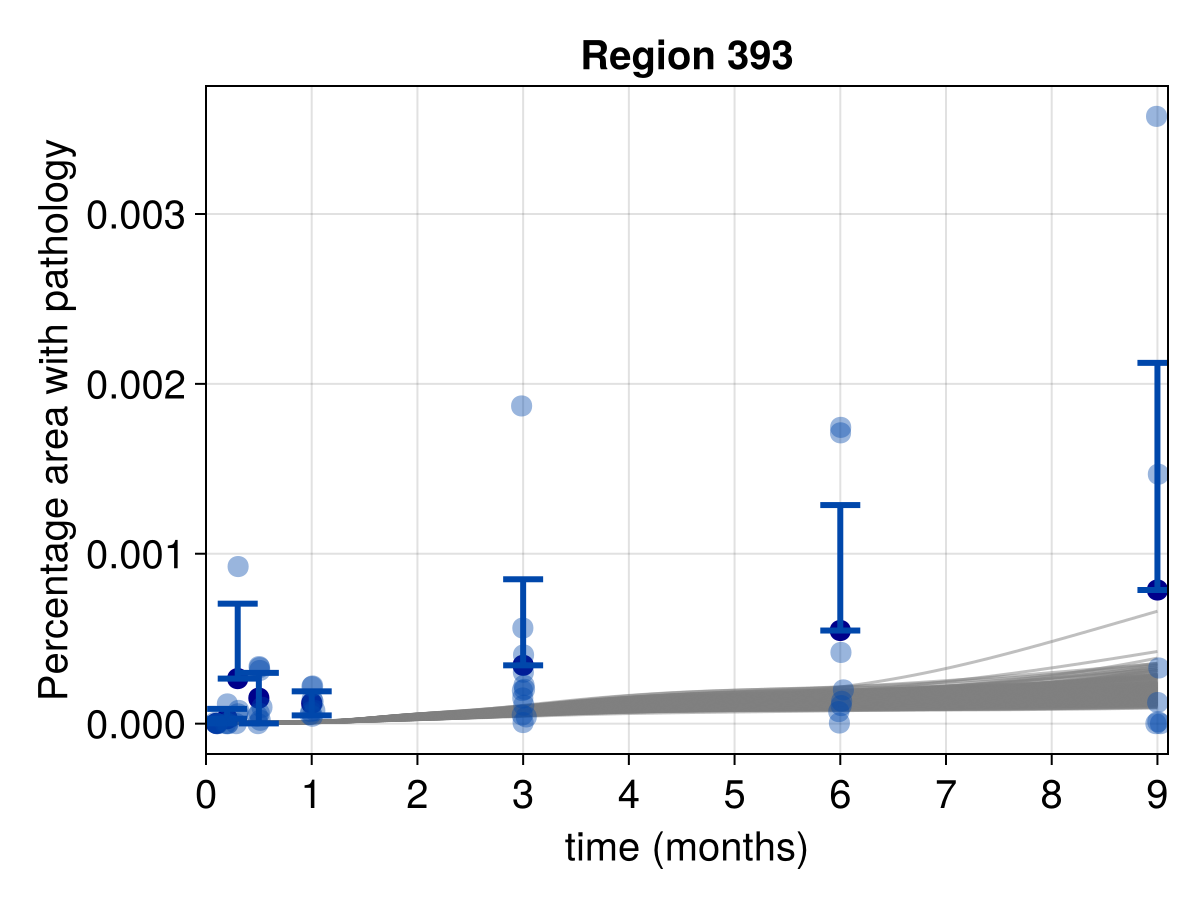 Region 393
Percentage area with pathology
0.003
0.002
0.001
0.000
0 1 2 3 4 5 6 7 8 9
time (months)